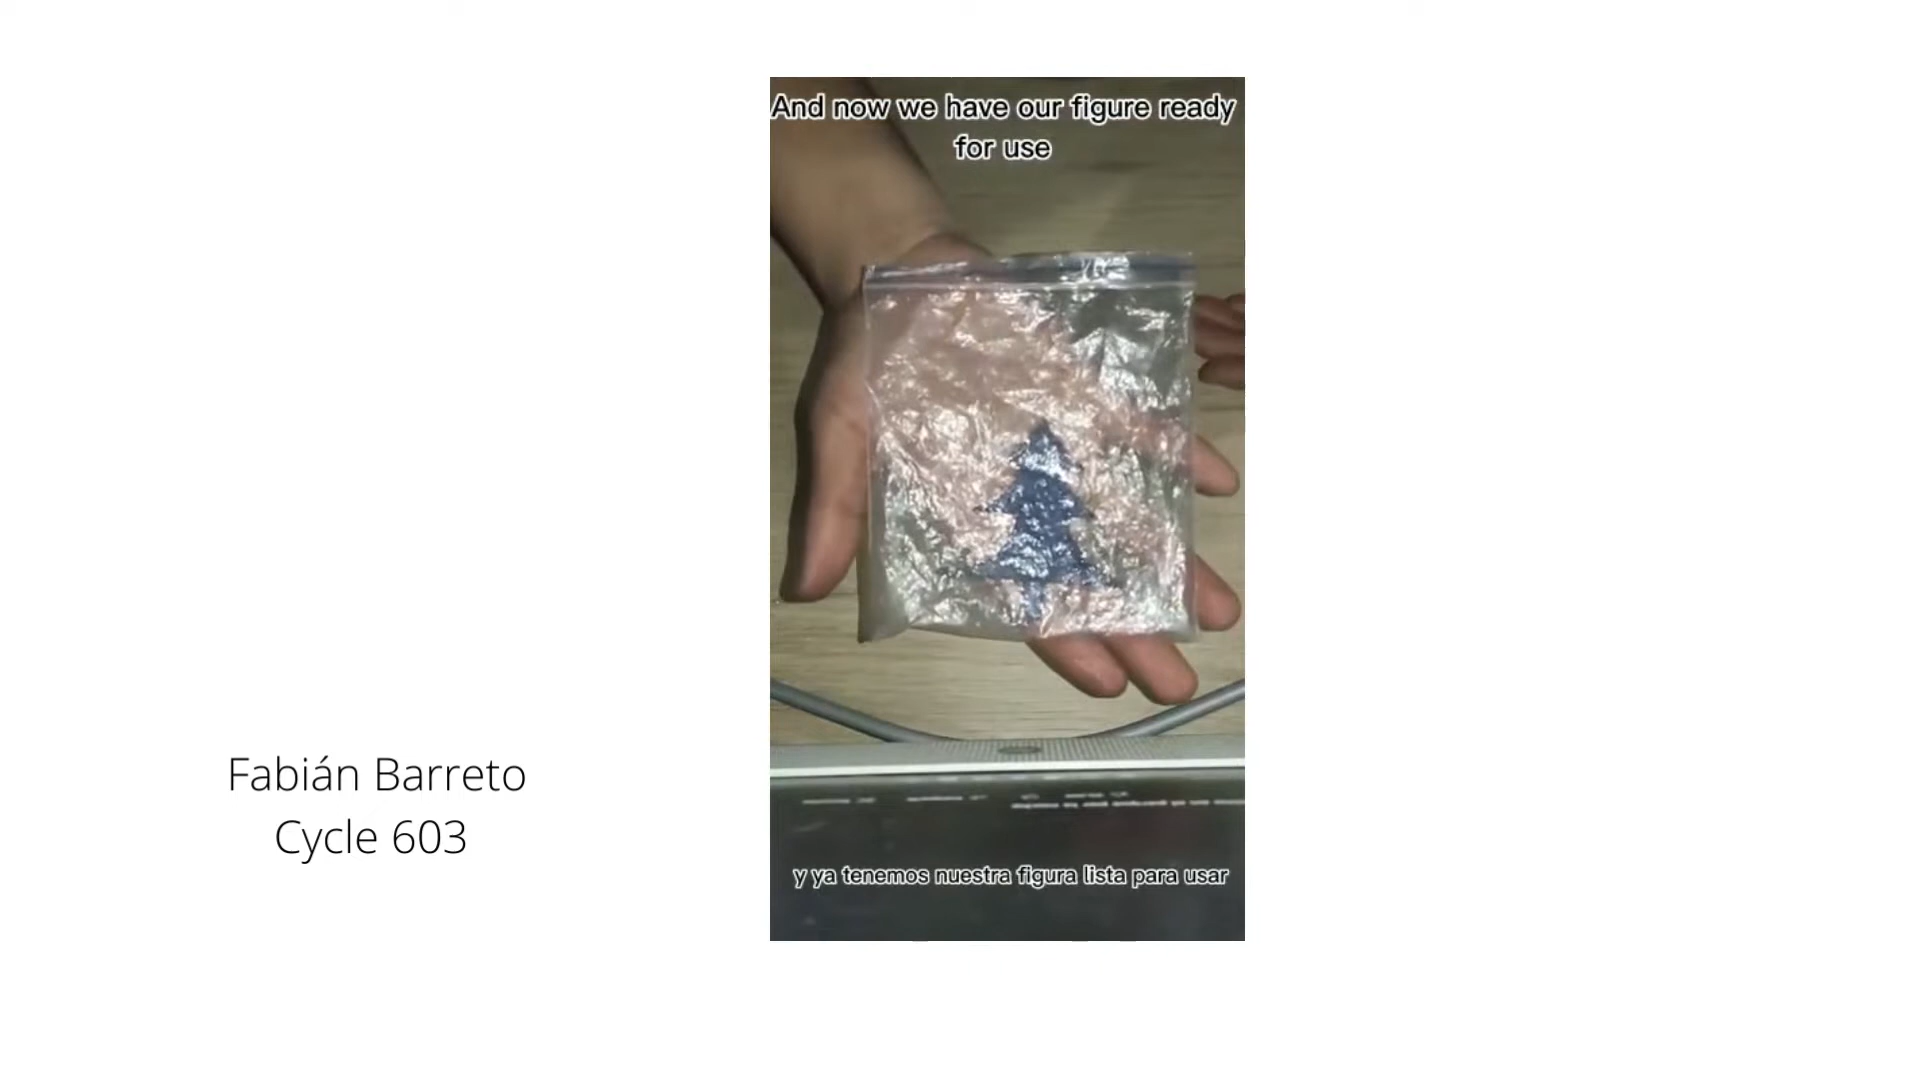 And now we have our figure ready
for use
Fabián Barreto
Cycle 603
y ya tenemos nuestra figura lista para usar